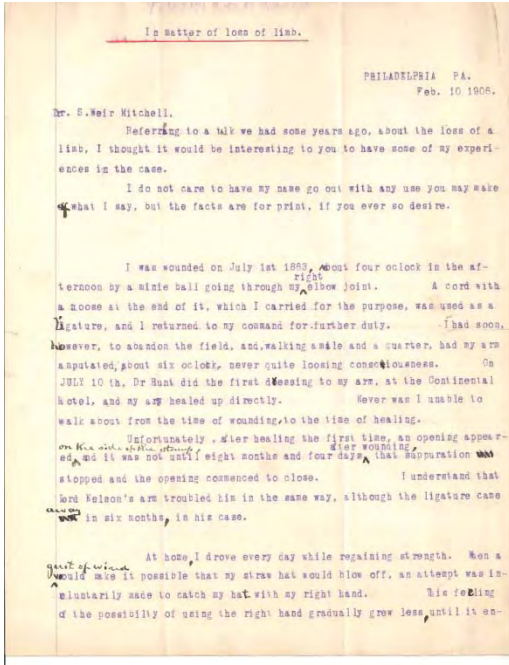 In matter of loss of limb.
PHILADELPHIA PA.
Feb. 10 1906.
Dr. S.Weir Mitchell,
Referring to a talk we had some years ago, about the loss of a
limb, I thought it would be interesting to you to have some of my experi-
ences in the case.
I do not care to have my name go out with any use you may make
of what I say, but the facts are for print, if you ever so desire.
I was wounded on July 1st 1863, about four oclock in the af-
right
ternoon by a minie ball going through my elbow joint. A cord with
a noose at the end of it, which I carried for the purpose, was used as a
ligature, and I returned to my command for further duty. I had soon,
however, to abandon the field, and, walking a mile and a quarter, had my arm
amputated, about six oclock, never quite loosing consciousness. On
JULY 10 th, Dr Hunt did the first dressing to my arm, at the Continental
hotel, and my arm healed up directly. Never was I unable to
walk about from the time of wounding, to the time of healing.
Unfortunately , after healing the first time, an opening appear-
on the side of the stump, after wounding,
ed, and it was not until eight months and four days, that suppuration
stopped and the opening commenced to close. I understand that
Lord Nelson's arm troubled him in the same way, although the ligature came
away in six months, in his case.
At home, I drove every day while regaining strength. When a
gust of wind
would make it possible that my straw hat would blow off, an attempt was in-
voluntarily made to catch my hat with my right hand. This feeling
of the possibilty of using the right hand gradually grew less, until it en-